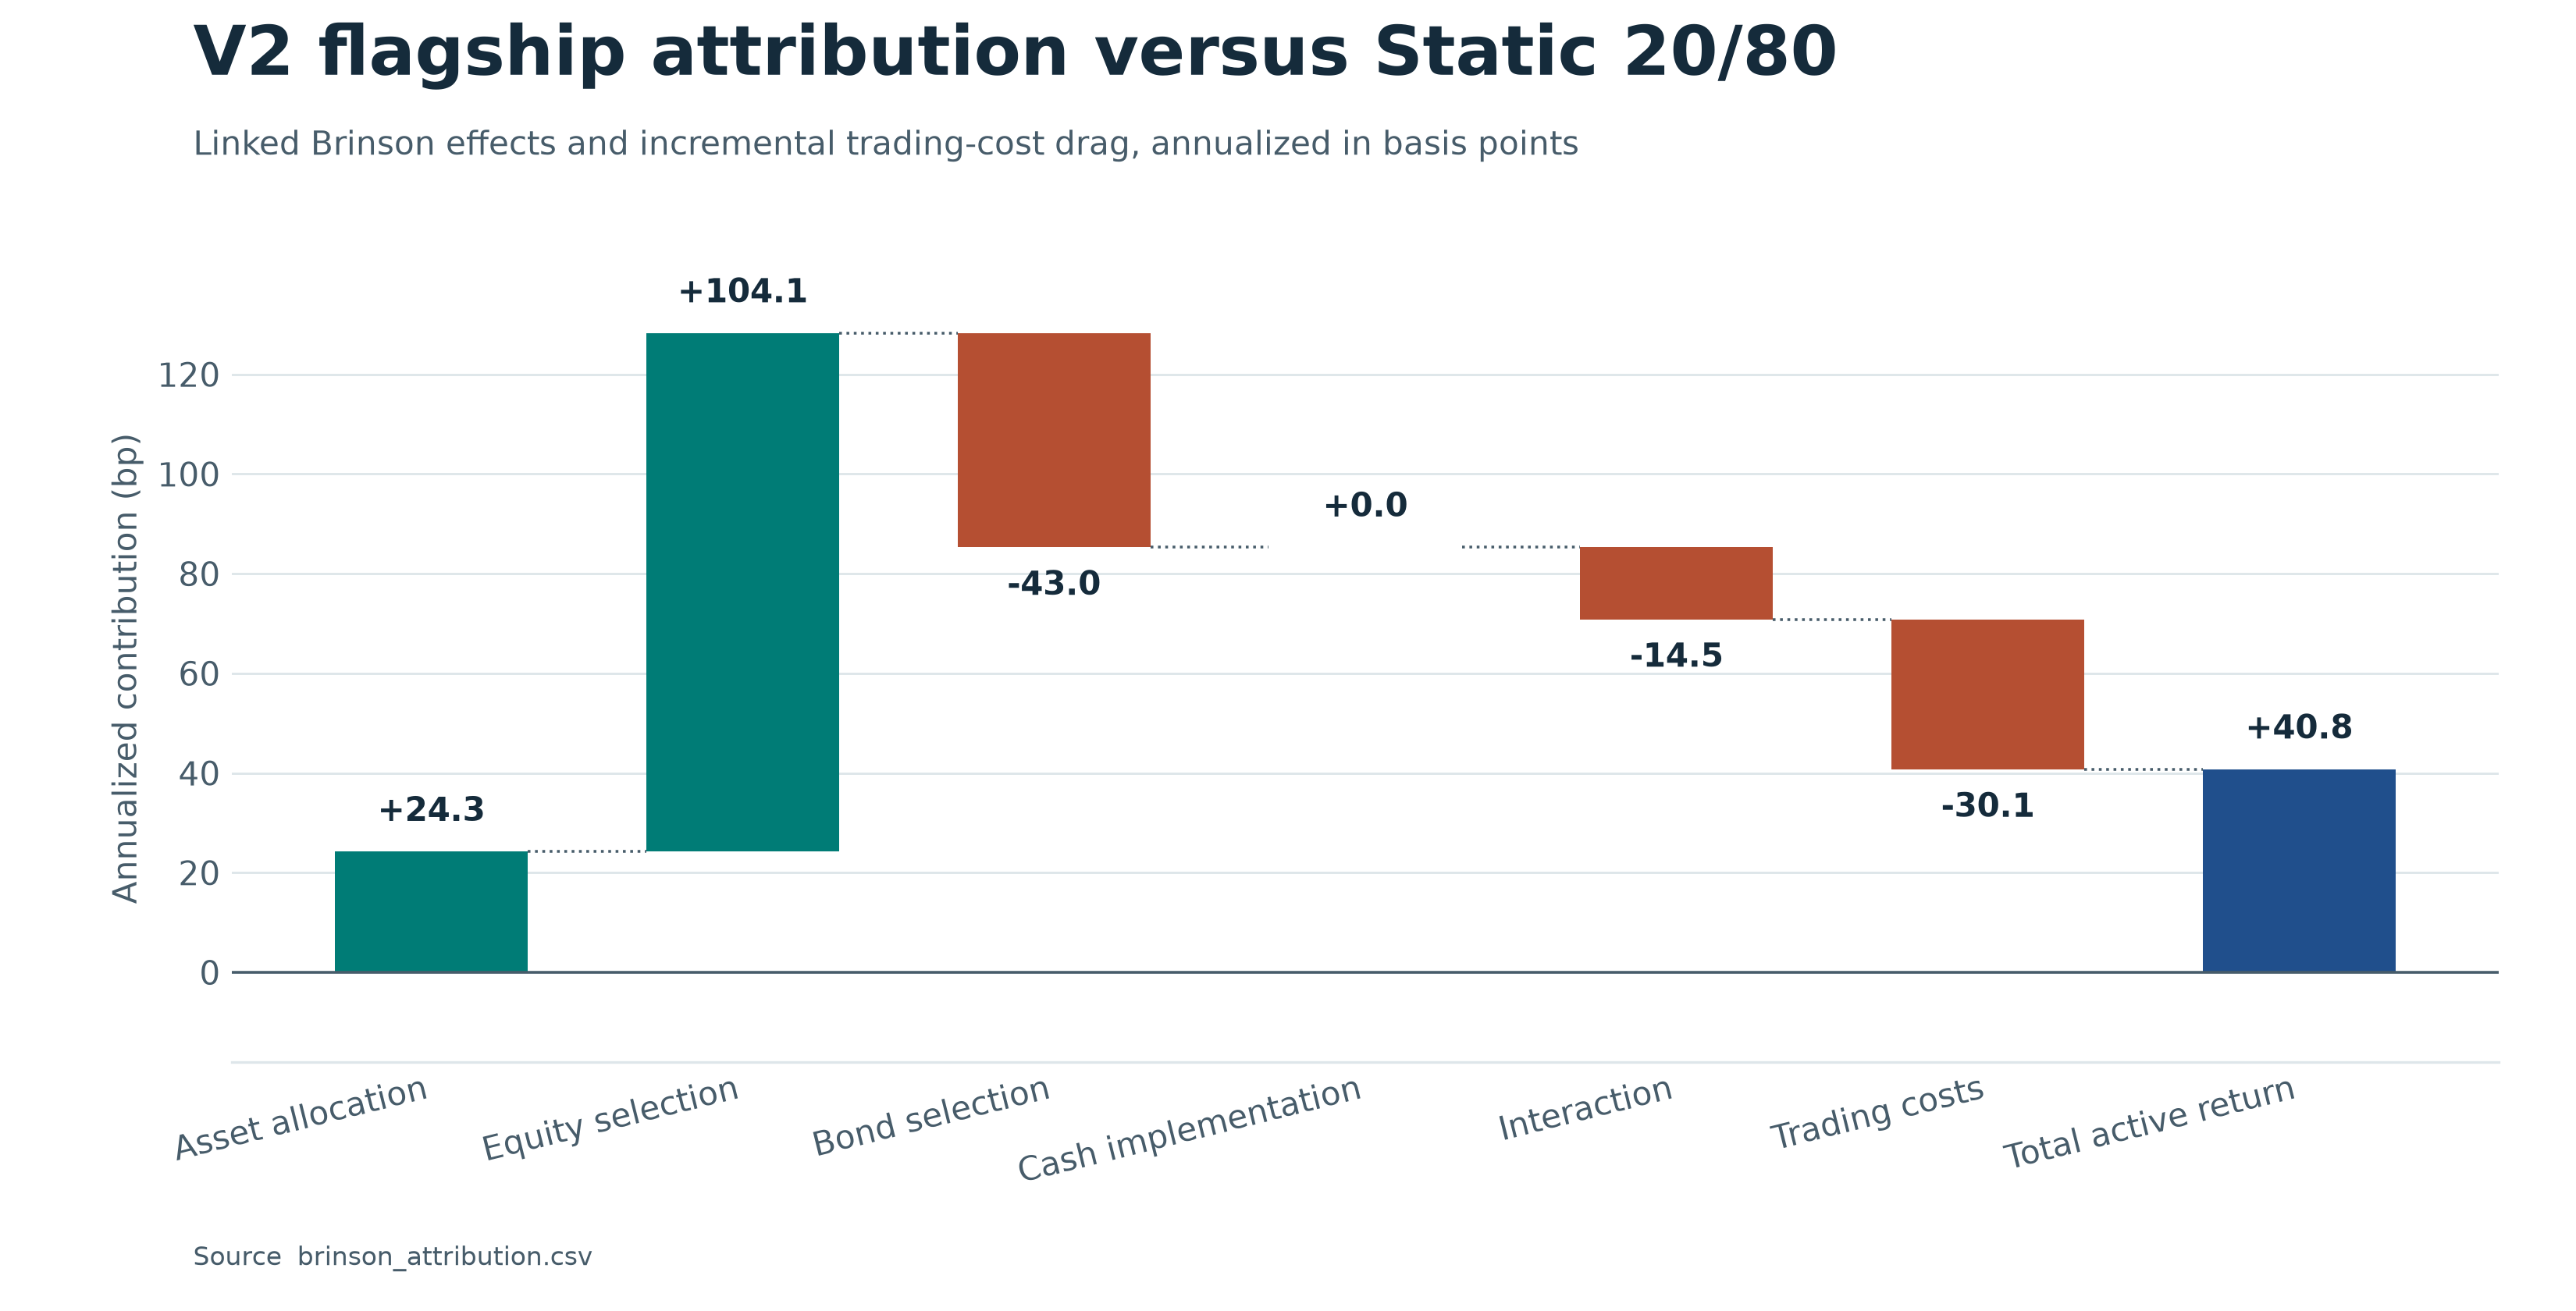 V2 flagship attribution versus Static 20/80
Linked Brinson effects and incremental trading-cost drag, annualized in basis points
Annualized contribution (bp)
120
100
80
60
40
20
0
+24.3
+104.1
-43.0
+0.0
-14.5
-30.1
+40.8
Asset allocation
Equity selection
Bond selection
Cash implementation
Interaction
Trading costs
Total active return
Source  brinson_attribution.csv